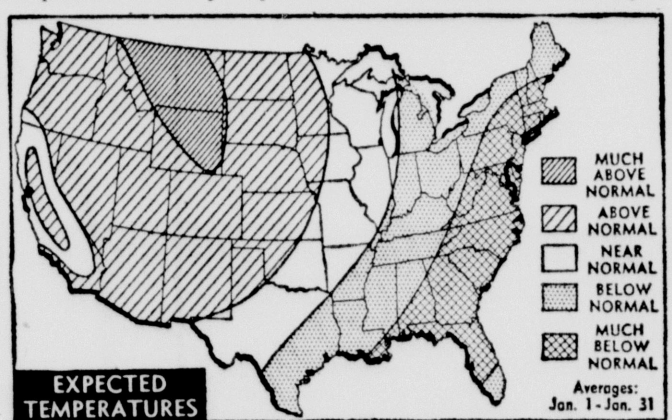 MUCH
ABOVE
NORMAL
ABOVE
NORMAL
NEAR
NORMAL
BELOW
NORMAL
MUCH
BELOW
NORMAL
EXPECTED
TEMPERATURES
Averages:
Jan. 1-Jan. 31